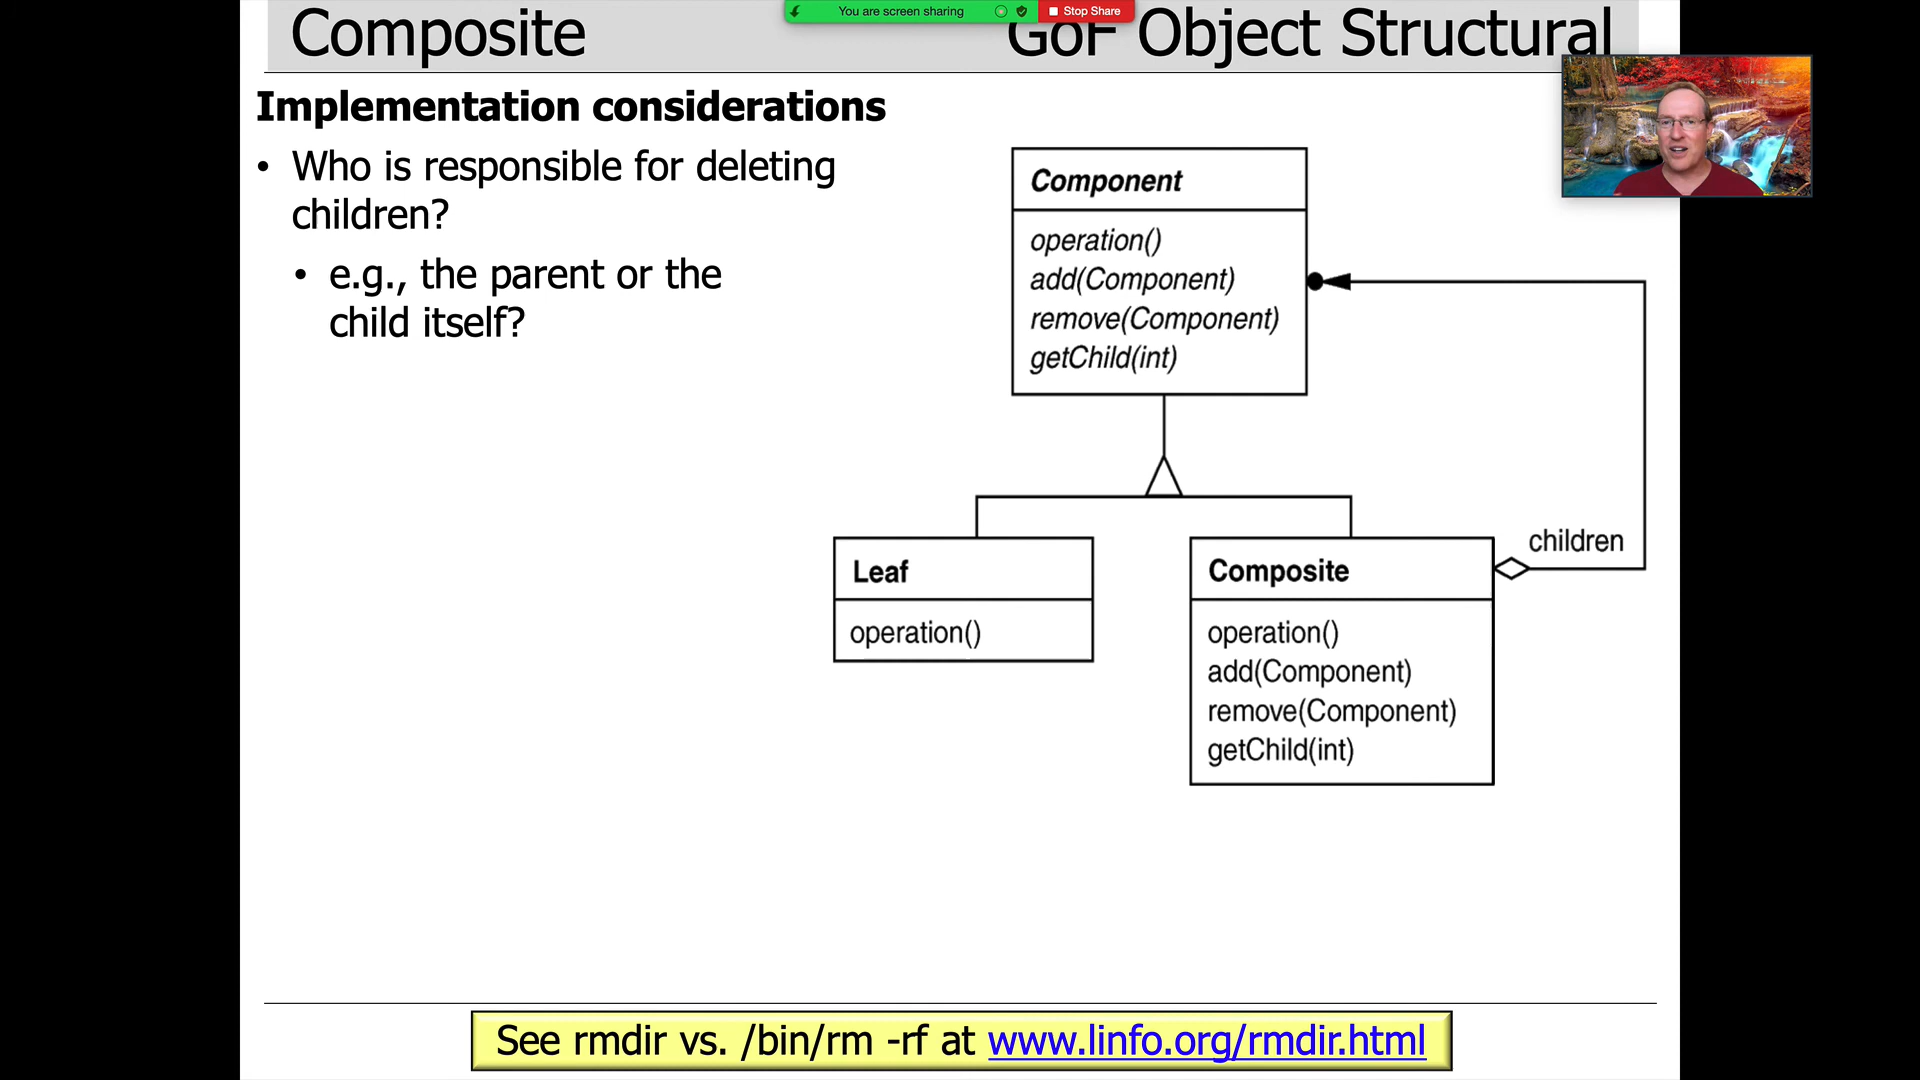 You are screen sharing
Stop Share
Composite
GoF Object Structural
Implementation considerations
• Who is responsible for deleting
children?
• e.g., the parent or the
child itself?
Component
operation()
add(Component)
remove(Component)
getChild(int)
Leaf
operation()
Composite
operation()
add(Component)
remove(Component)
getChild(int)
children
See rmdir vs. /bin/rm -rf at www.linfo.org/rmdir.html